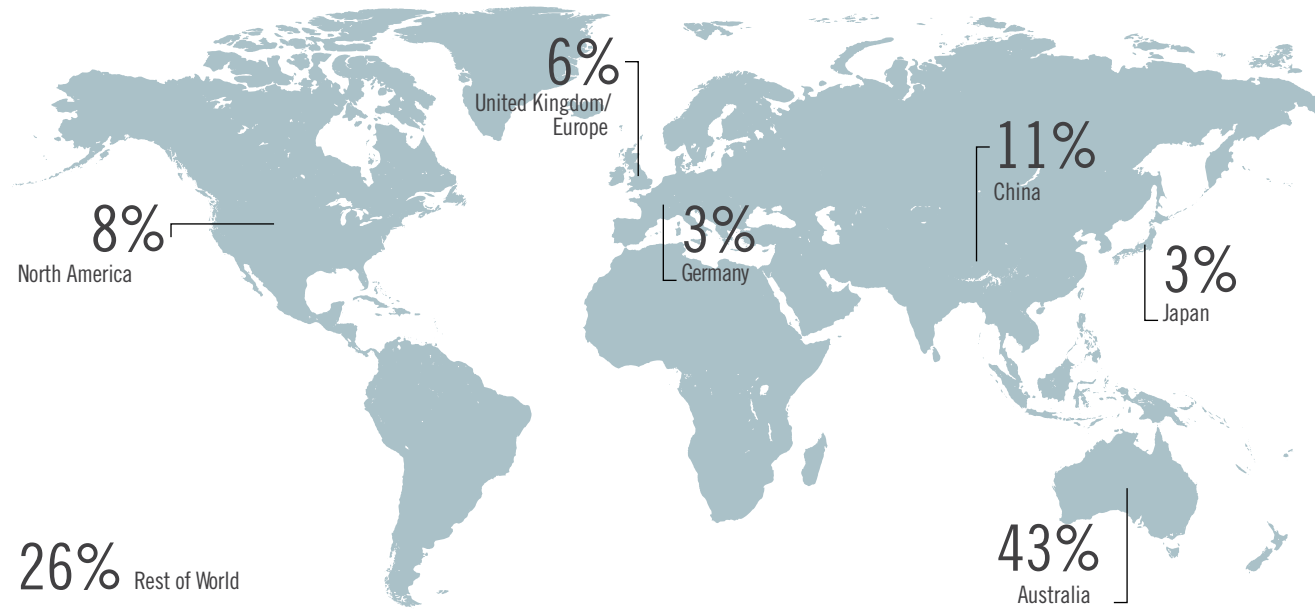 6%
United Kingdom/
Europe
11%
China
8%
North America
3%
Germany
3%
Japan
43%
Australia
26% Rest of World